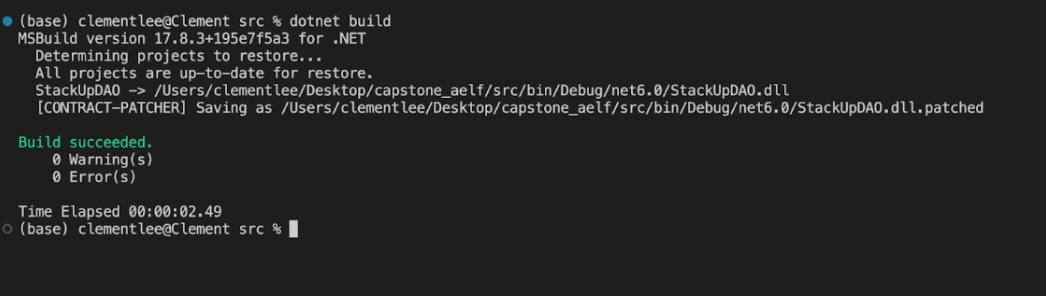 (base) clementlee@Clement src % dotnet build
MSBuild version 17.8.3+195e7f5a3 for .NET
Determining projects to restore...
All projects are up-to-date for restore.
StackUpDAO -> /Users/clementlee/Desktop/capstone_aelf/src/bin/Debug/net6.0/StackUpDAO.dll
[CONTRACT-PATCHER] Saving as /Users/clementlee/Desktop/capstone_aelf/src/bin/Debug/net6.0/StackUpDAO.dll.patched
Build succeeded.
0 Warning(s)
0 Error(s)
Time Elapsed 00:00:02.49
(base) clementlee@Clement src %